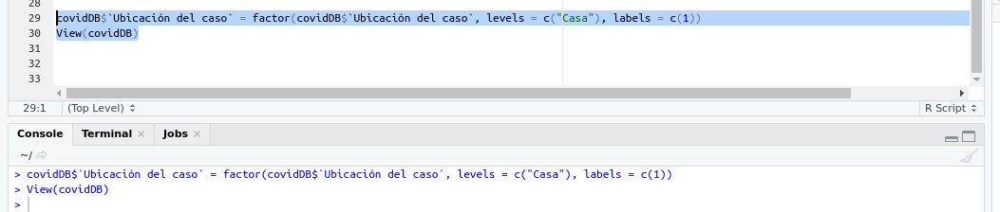 28
29 covidDB$`Ubicación del caso` = factor(covidDB$`Ubicación del caso`, levels = c("Casa"), labels = c(1))
30 View(covidDB)
31
32
33
29:1 (Top Level) R Script
Console Terminal Jobs
~/
> covidDB$`Ubicación del caso` = factor(covidDB$`Ubicación del caso`, levels = c("Casa"), labels = c(1))
> View(covidDB)
>